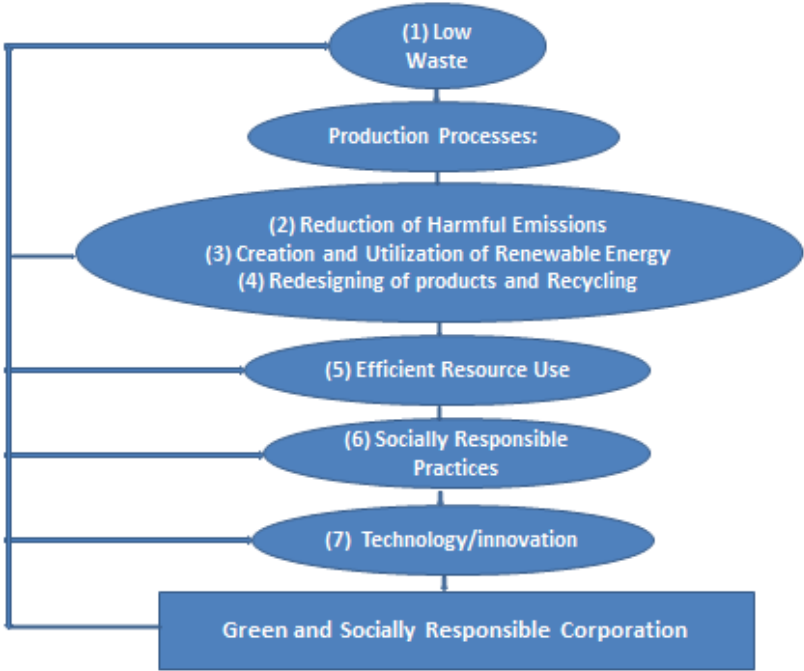 (1) Low
Waste
Production Processes:
(2) Reduction of Harmful Emissions
(3) Creation and Utilization of Renewable Energy
(4) Redesigning of products and Recycling
(5) Efficient Resource Use
(6) Socially Responsible
Practices
(7) Technology/innovation
Green and Socially Responsible Corporation